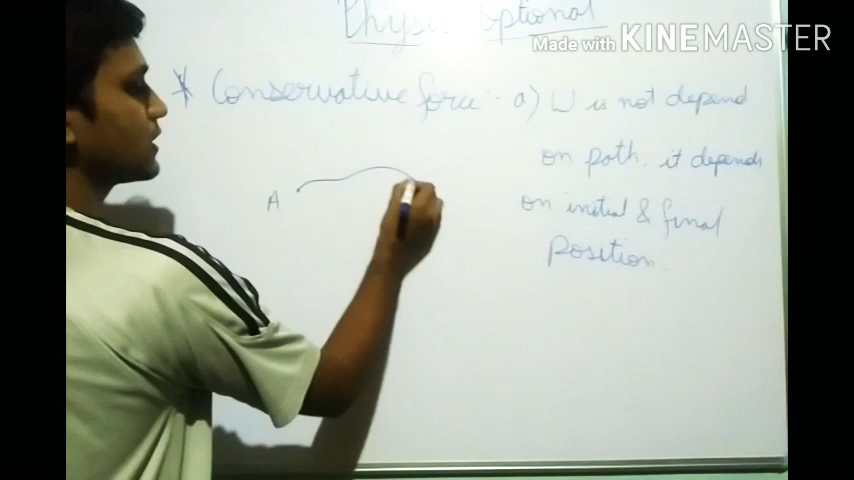 Physics optional
Made with KINEMASTER
* Conservative force :- a) W is not depend
on path, it depends
on initial & final
Position.
A